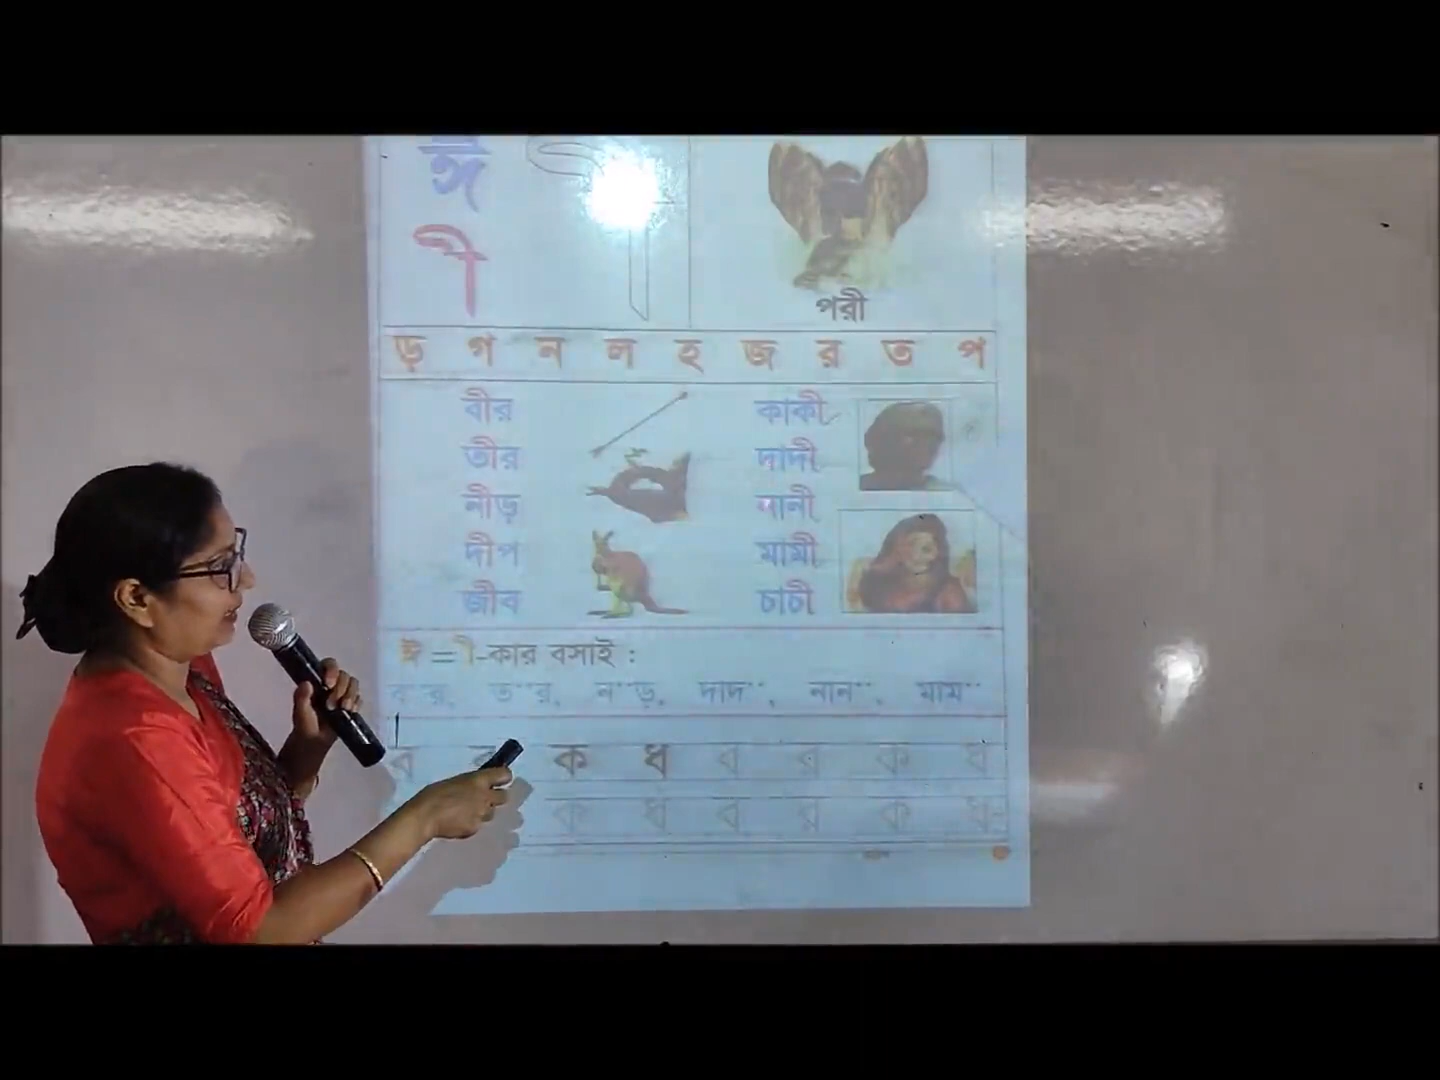 ঈ
ী
পরী
ড় গ ন ল হ জ র ত প
বীর কাকী
তীর দাদী
নীড় নানী
দীপ মামী
জীব চাচী
ঈ = ী-কার বসাই :
ব--র, ত--র, ন--ড়, দাদ--, নান--, মাম--
ব র ক ধ ব র ক ধ
ক ধ ব র ক ধ